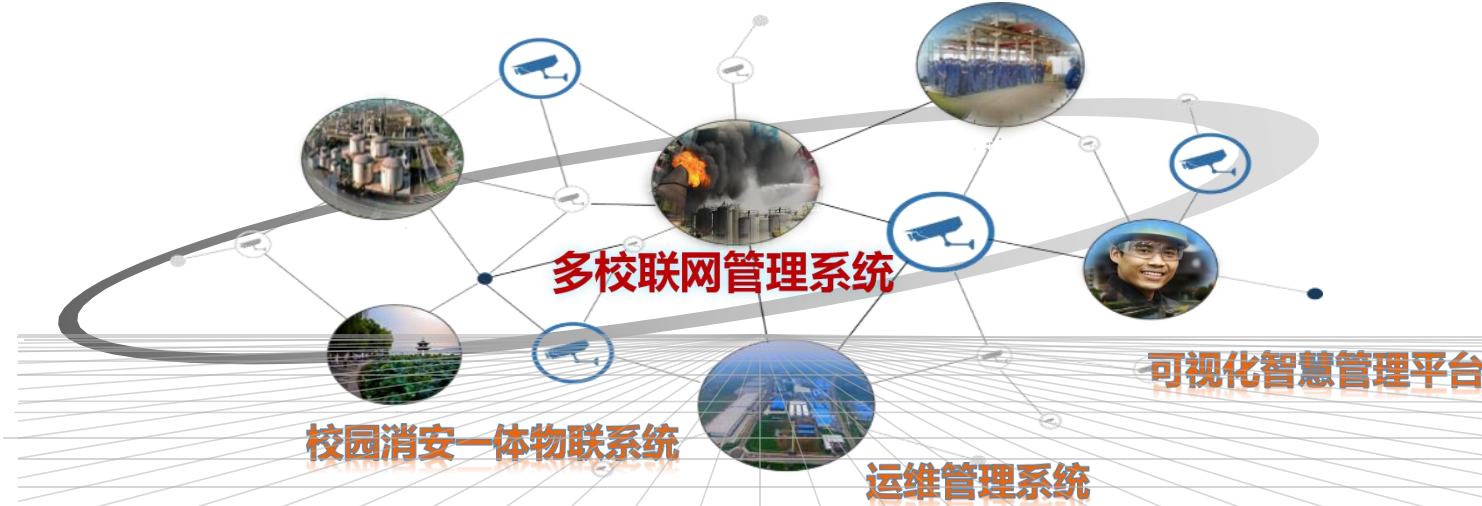 多校联网管理系统
可视化智慧管理平台
校园消安一体物联系统
运维管理系统